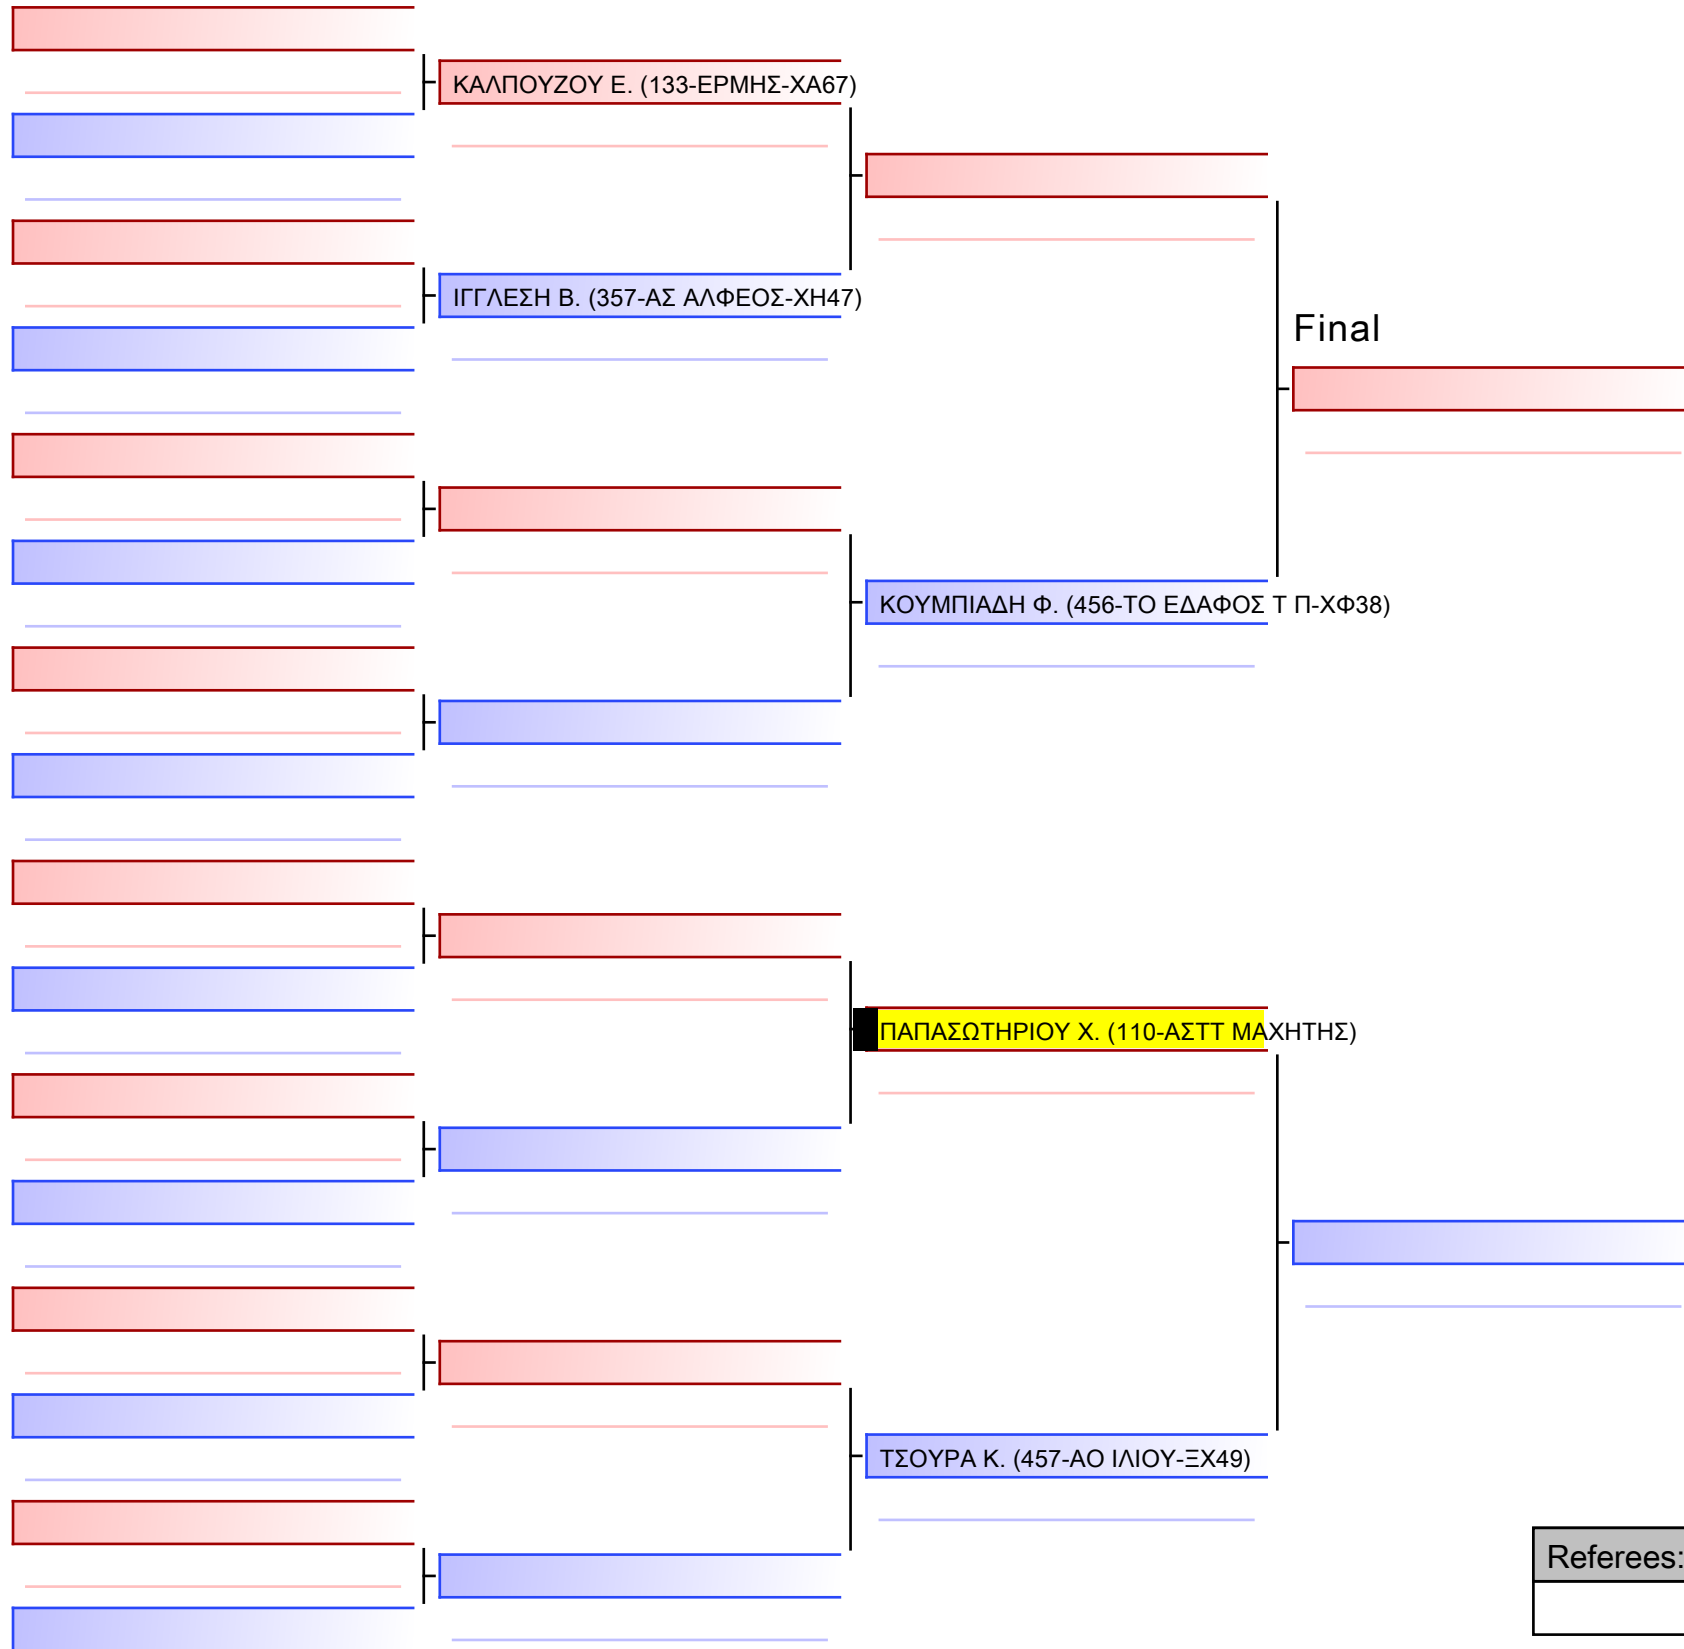 ΚΑΛΠΟΥΖΟΥ Ε. (133-ΕΡΜΗΣ-ΧΑ67)
ΙΓΓΛΕΣΗ Β. (357-ΑΣ ΑΛΦΕΟΣ-ΧΗ47)
Final
ΚΟΥΜΠΙΑΔΗ Φ. (456-ΤΟ ΕΔΑΦΟΣ Τ Π-ΧΦ38)
ΠΑΠΑΣΩΤΗΡΙΟΥ Χ. (110-ΑΣΤΤ ΜΑΧΗΤΗΣ)
ΤΣΟΥΡΑ Κ. (457-ΑΟ ΙΛΙΟΥ-ΞΧ49)
Referees: